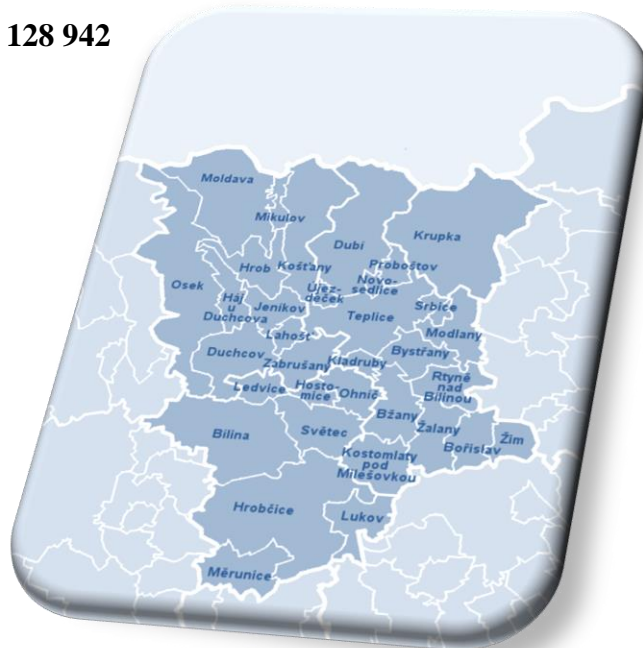 128 942
Moldava
Mikulov
Krupka
Dubí
Proboštov
Hrob
Košťany
Novo-
sedlice
Osek
Újez-
deček
Háj
u
Duchcova
Jeníkov
Srbice
Teplice
Modlany
Lahošť
Duchcov
Bystřany
Zabrušany
Kladruby
Rtyně
nad
Bílinou
Ledvice
Hosto-
mice
Ohníč
Bžany
Žalany
Bílina
Světec
Bořislav
Žim
Kostomlaty
pod
Milešovkou
Hrobčice
Lukov
Měrunice